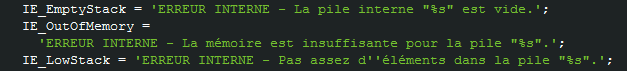 IE_EmptyStack = 'ERREUR INTERNE - La pile interne "%s" est vide.';
IE_OutOfMemory =
'ERREUR INTERNE - La mémoire est insuffisante pour la pile "%s".';
IE_LowStack = 'ERREUR INTERNE - Pas assez d''éléments dans la pile "%s".';